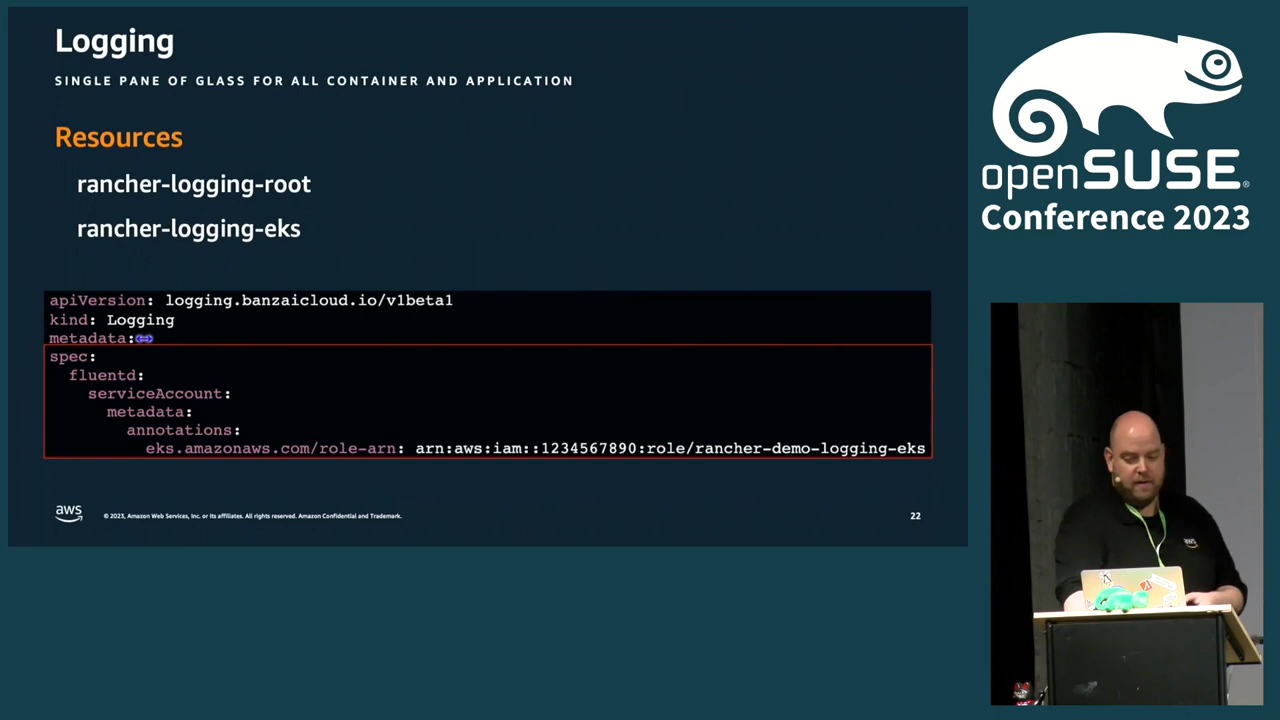 Logging
SINGLE PANE OF GLASS FOR ALL CONTAINER AND APPLICATION
Resources
rancher-logging-root
rancher-logging-eks
apiVersion: logging.banzaicloud.io/v1beta1
kind: Logging
metadata:
spec:
fluentd:
serviceAccount:
metadata:
annotations:
eks.amazonaws.com/role-arn: arn:aws:iam::1234567890:role/rancher-demo-logging-eks
aws
© 2023, Amazon Web Services, Inc. or its affiliates. All rights reserved. Amazon Confidential and Trademark.
22
openSUSE®
Conference 2023
aws